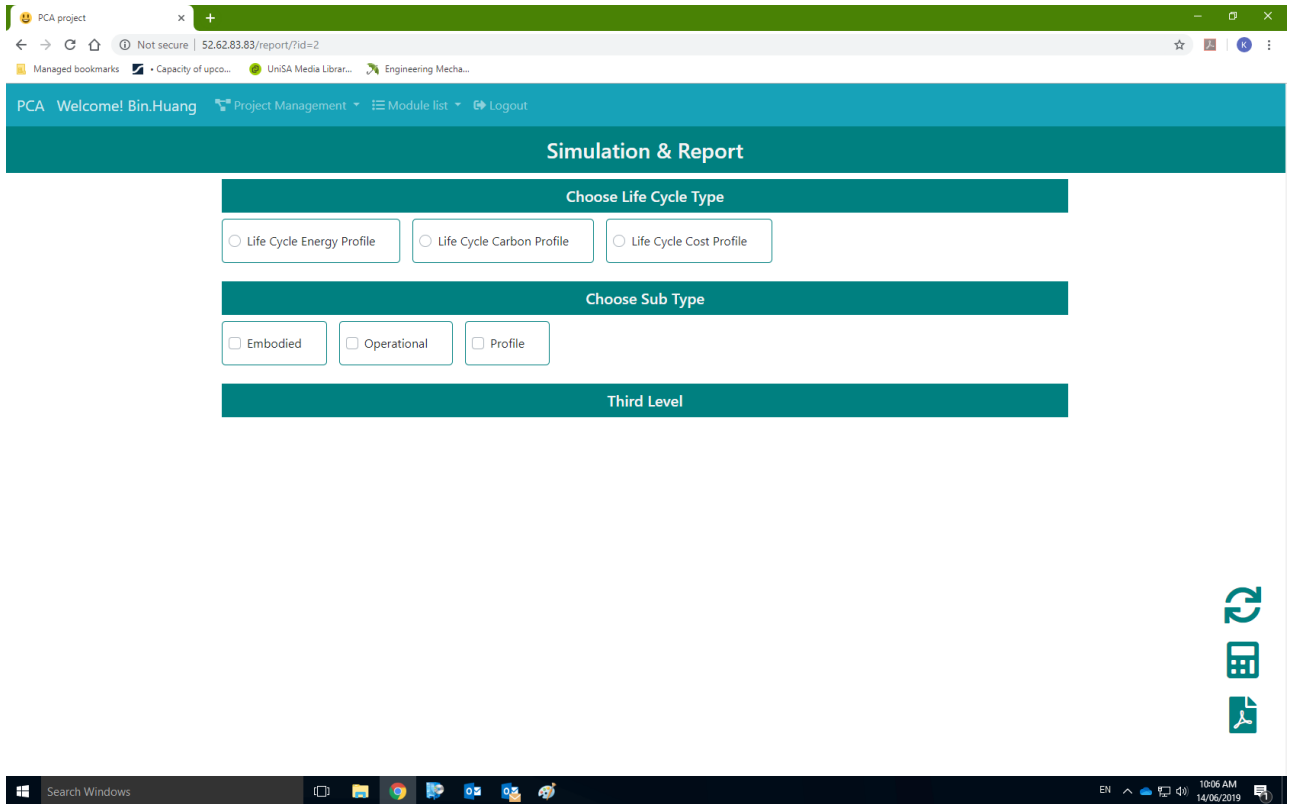 PCA project
Not secure | 52.62.83.83/report/?id=2
K
Managed bookmarks • Capacity of upco... UniSA Media Librar... Engineering Mecha...
PCA Welcome! Bin.Huang Project Management Module list Logout
Simulation & Report
Choose Life Cycle Type
Life Cycle Energy Profile Life Cycle Carbon Profile Life Cycle Cost Profile
Choose Sub Type
Embodied Operational Profile
Third Level
Search Windows
EN
10:06 AM
14/06/2019
1